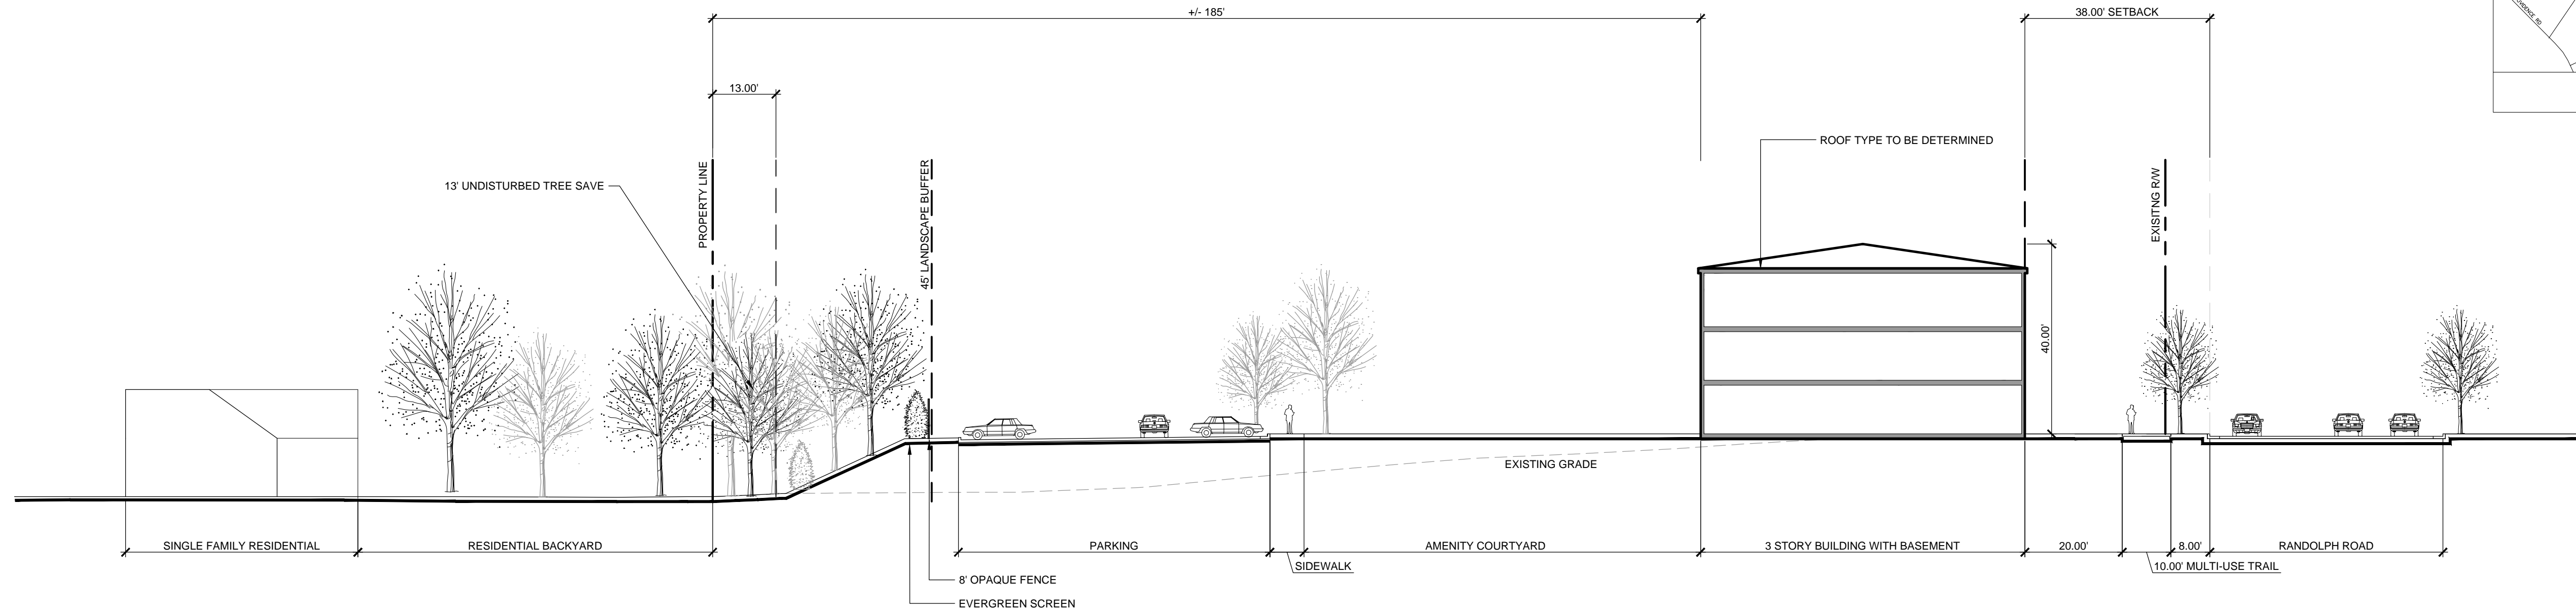 +/- 185'
38.00' SETBACK
13.00'
ROOF TYPE TO BE DETERMINED
13' UNDISTURBED TREE SAVE
PROPERTY LINE
45' LANDSCAPE BUFFFER
EXISITNG R/W
40.00'
EXISTING GRADE
SINGLE FAMILY RESIDENTIAL
RESIDENTIAL BACKYARD
PARKING
AMENITY COURTYARD
3 STORY BUILDING WITH BASEMENT
20.00'
8.00'
RANDOLPH ROAD
SIDEWALK
10.00' MULTI-USE TRAIL
8' OPAQUE FENCE
EVERGREEN SCREEN